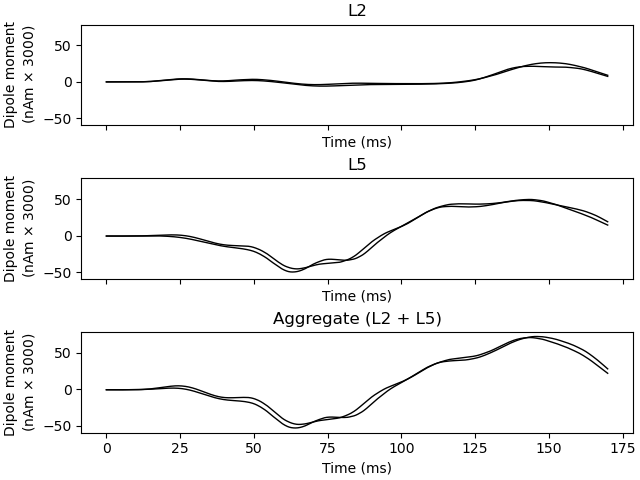 L2
Dipole moment
(nAm × 3000)
50
0
−50
Time (ms)
L5
Dipole moment
(nAm × 3000)
50
0
−50
Time (ms)
Aggregate (L2 + L5)
Dipole moment
(nAm × 3000)
50
0
−50
0 25 50 75 100 125 150 175
Time (ms)